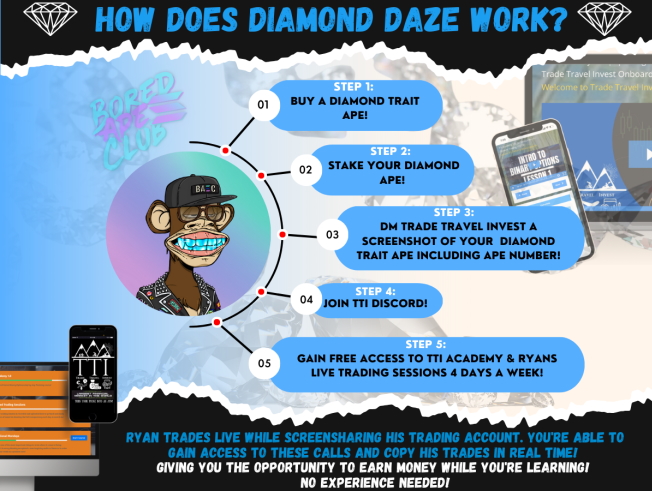 HOW DOES DIAMOND DAZE WORK?
Trade Travel Invest Onboard
Welcome to Trade Travel Inv
BORED
APE
CLUB
01
STEP 1:
BUY A DIAMOND TRAIT
APE!
02
STEP 2:
STAKE YOUR DIAMOND
APE!
INTRO TO
LESSON 1
BAYC
03
STEP 3:
DM TRADE TRAVEL INVEST A
SCREENSHOT OF YOUR DIAMOND
TRAIT APE INCLUDING APE NUMBER!
04
STEP 4:
JOIN TTI DISCORD!
05
STEP 5:
GAIN FREE ACCESS TO TTI ACADEMY & RYANS
LIVE TRADING SESSIONS 4 DAYS A WEEK!
TTI
RYAN TRADES LIVE WHILE SCREENSHARING HIS TRADING ACCOUNT. YOU'RE ABLE TO
GAIN ACCESS TO THESE CALLS AND COPY HIS TRADES IN REAL TIME!
GIVING YOU THE OPPORTUNITY TO EARN MONEY WHILE YOU'RE LEARNING!
NO EXPERIENCE NEEDED!